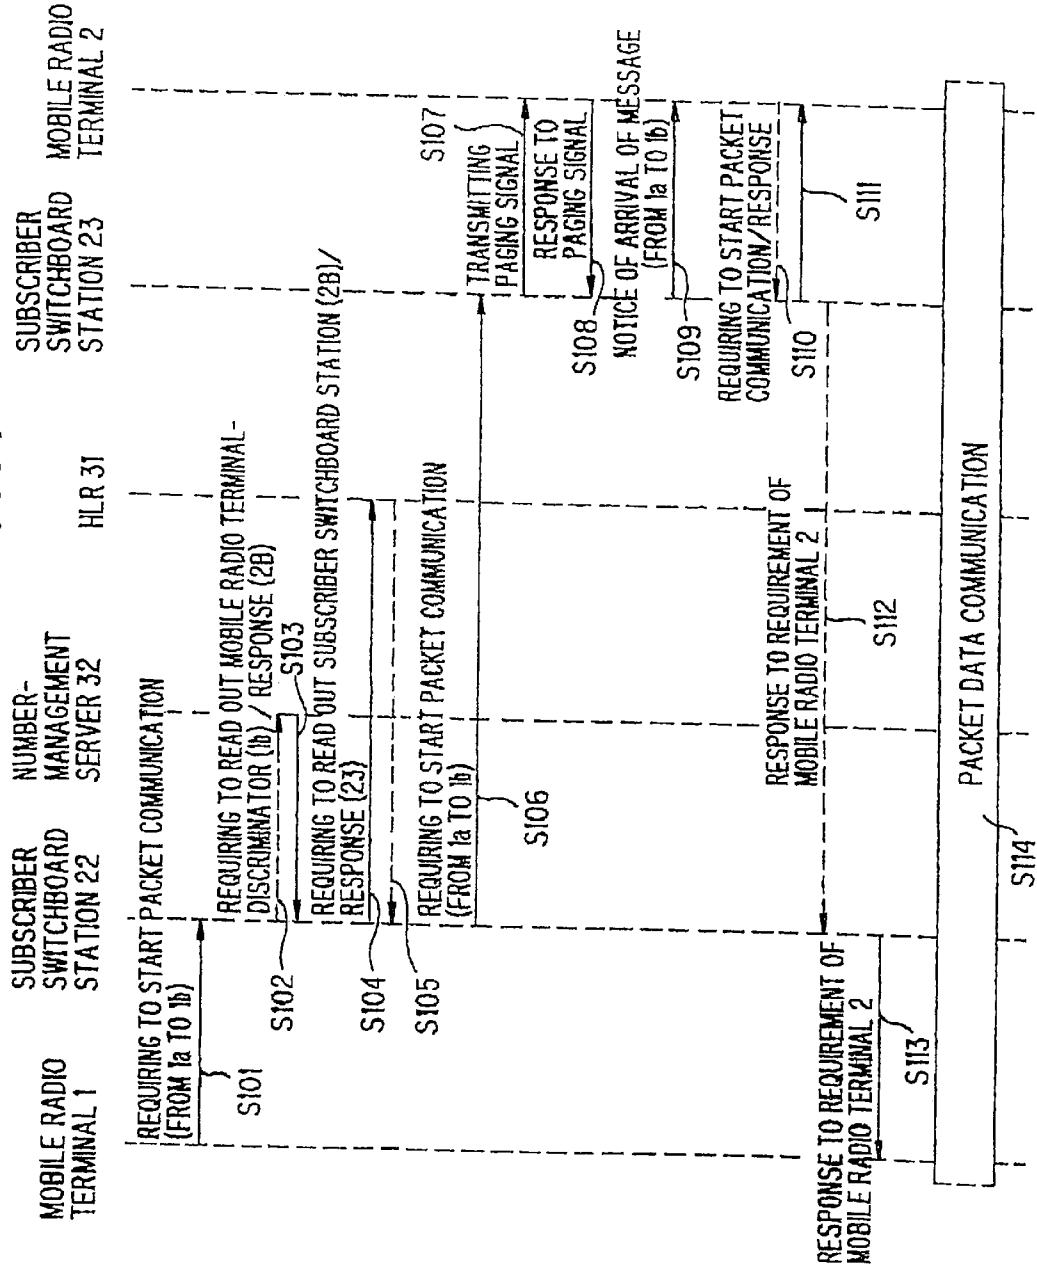 MOBILE RADIO
TERMINAL 1
SUBSCRIBER
SWITCHBOARD
STATION 22
NUMBER-
MANAGEMENT
SERVER 32
HLR 31
SUBSCRIBER
SWITCHBOARD
STATION 23
MOBILE RADIO
TERMINAL 2
REQUIRING TO START PACKET COMMUNICATION
(FROM 1a TO 1b)
S101
REQUIRING TO READ OUT MOBILE RADIO TERMINAL-
DISCRIMINATOR (1b) / RESPONSE (2B)
S102
S103
REQUIRING TO READ OUT SUBSCRIBER SWITCHBOARD STATION (2B)/
RESPONSE (23)
S104
S105
REQUIRING TO START PACKET COMMUNICATION
(FROM 1a TO 1b)
S106
TRANSMITTING
PAGING SIGNAL
S107
RESPONSE TO
PAGING SIGNAL
S108
NOTICE OF ARRIVAL OF MESSAGE
(FROM 1a TO 1b)
S109
REQUIRING TO START PACKET
COMMUNICATION/RESPONSE
S110
S111
RESPONSE TO REQUIREMENT OF
MOBILE RADIO TERMINAL 2
S112
RESPONSE TO REQUIREMENT OF
MOBILE RADIO TERMINAL 2
S113
PACKET DATA COMMUNICATION
S114